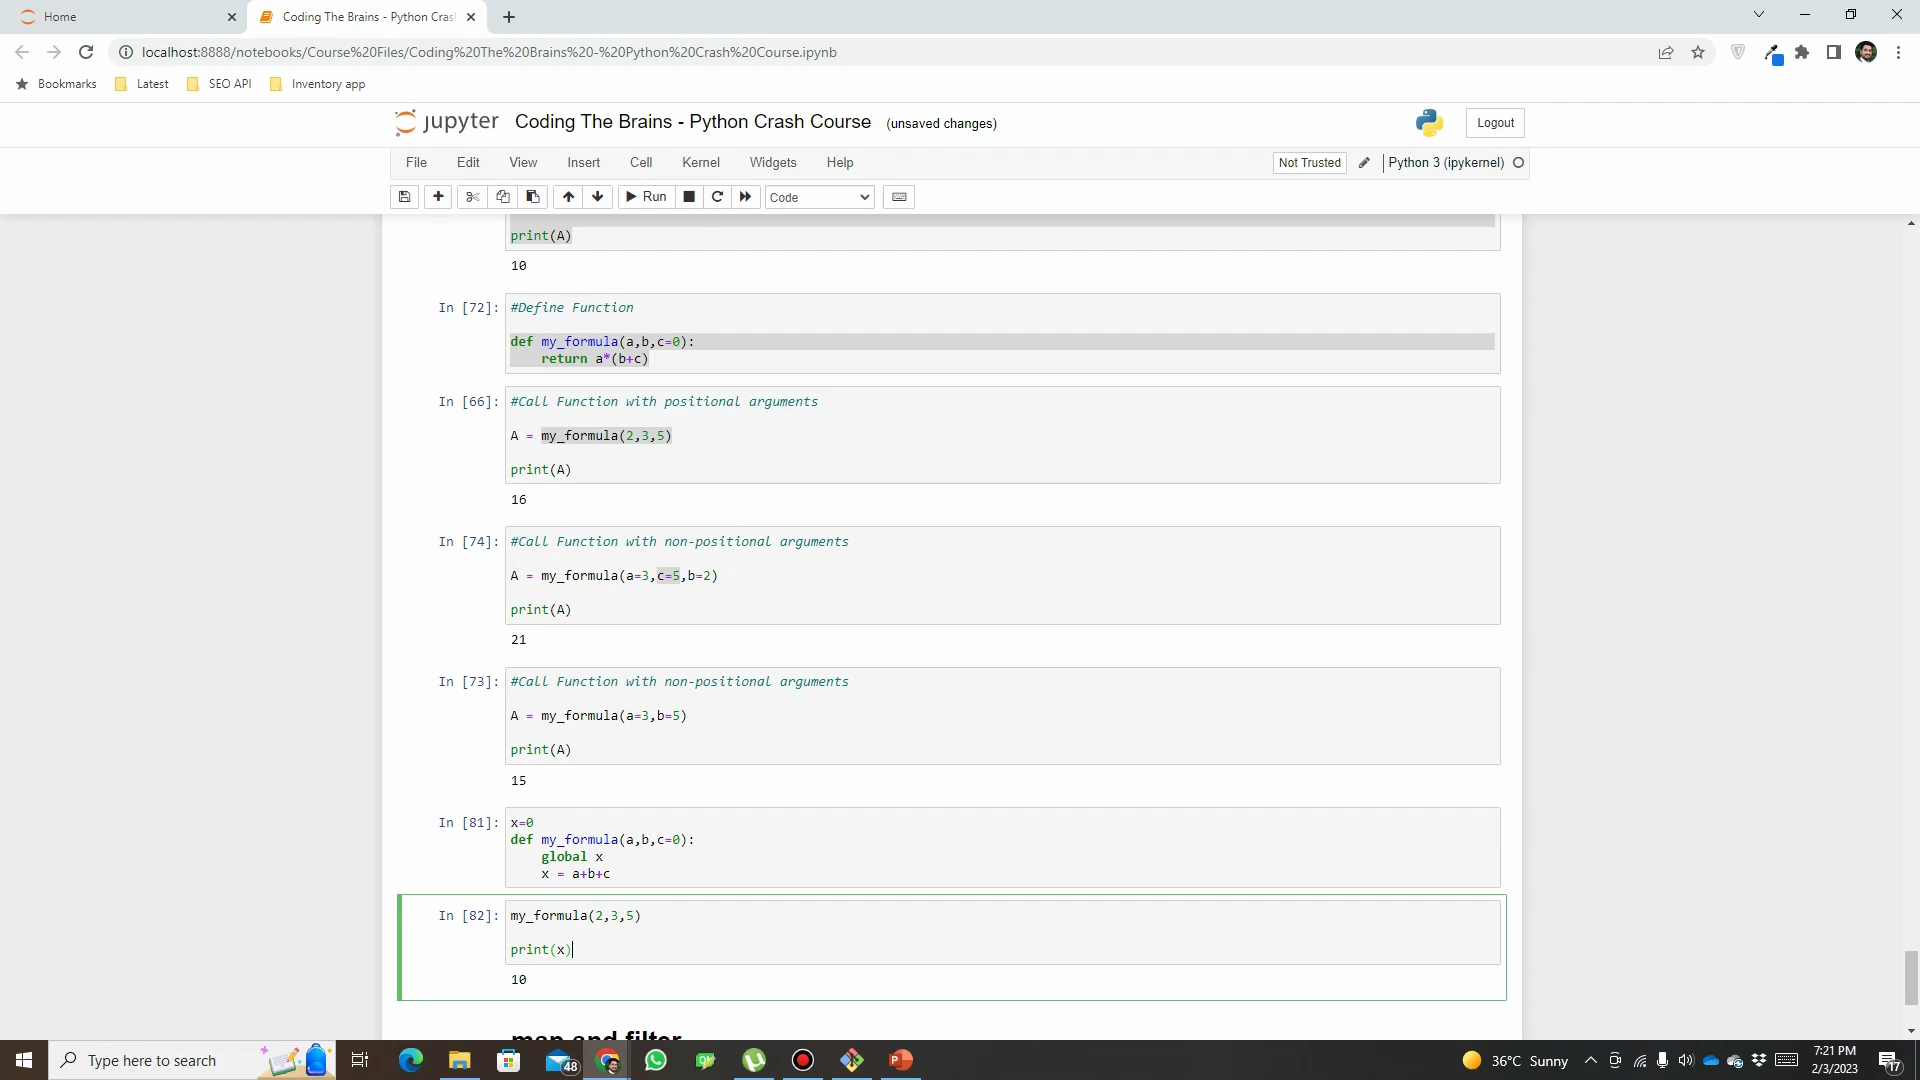 Home
Coding The Brains - Python Cras
localhost:8888/notebooks/Course%20Files/Coding%20The%20Brains%20-%20Python%20Crash%20Course.ipynb
Bookmarks Latest SEO API Inventory app
jupyter Coding The Brains - Python Crash Course (unsaved changes) Logout
File Edit View Insert Cell Kernel Widgets Help Not Trusted Python 3 (ipykernel)
Run Code
print(A)
10
In [72]: #Define Function
def my_formula(a,b,c=0):
    return a*(b+c)
In [66]: #Call Function with positional arguments
A = my_formula(2,3,5)
print(A)
16
In [74]: #Call Function with non-positional arguments
A = my_formula(a=3,c=5,b=2)
print(A)
21
In [73]: #Call Function with non-positional arguments
A = my_formula(a=3,b=5)
print(A)
15
In [81]: x=0
def my_formula(a,b,c=0):
    global x
    x = a+b+c
In [82]: my_formula(2,3,5)
print(x)
10
map and filter
Type here to search
48
36°C Sunny
7:21 PM
2/3/2023
17